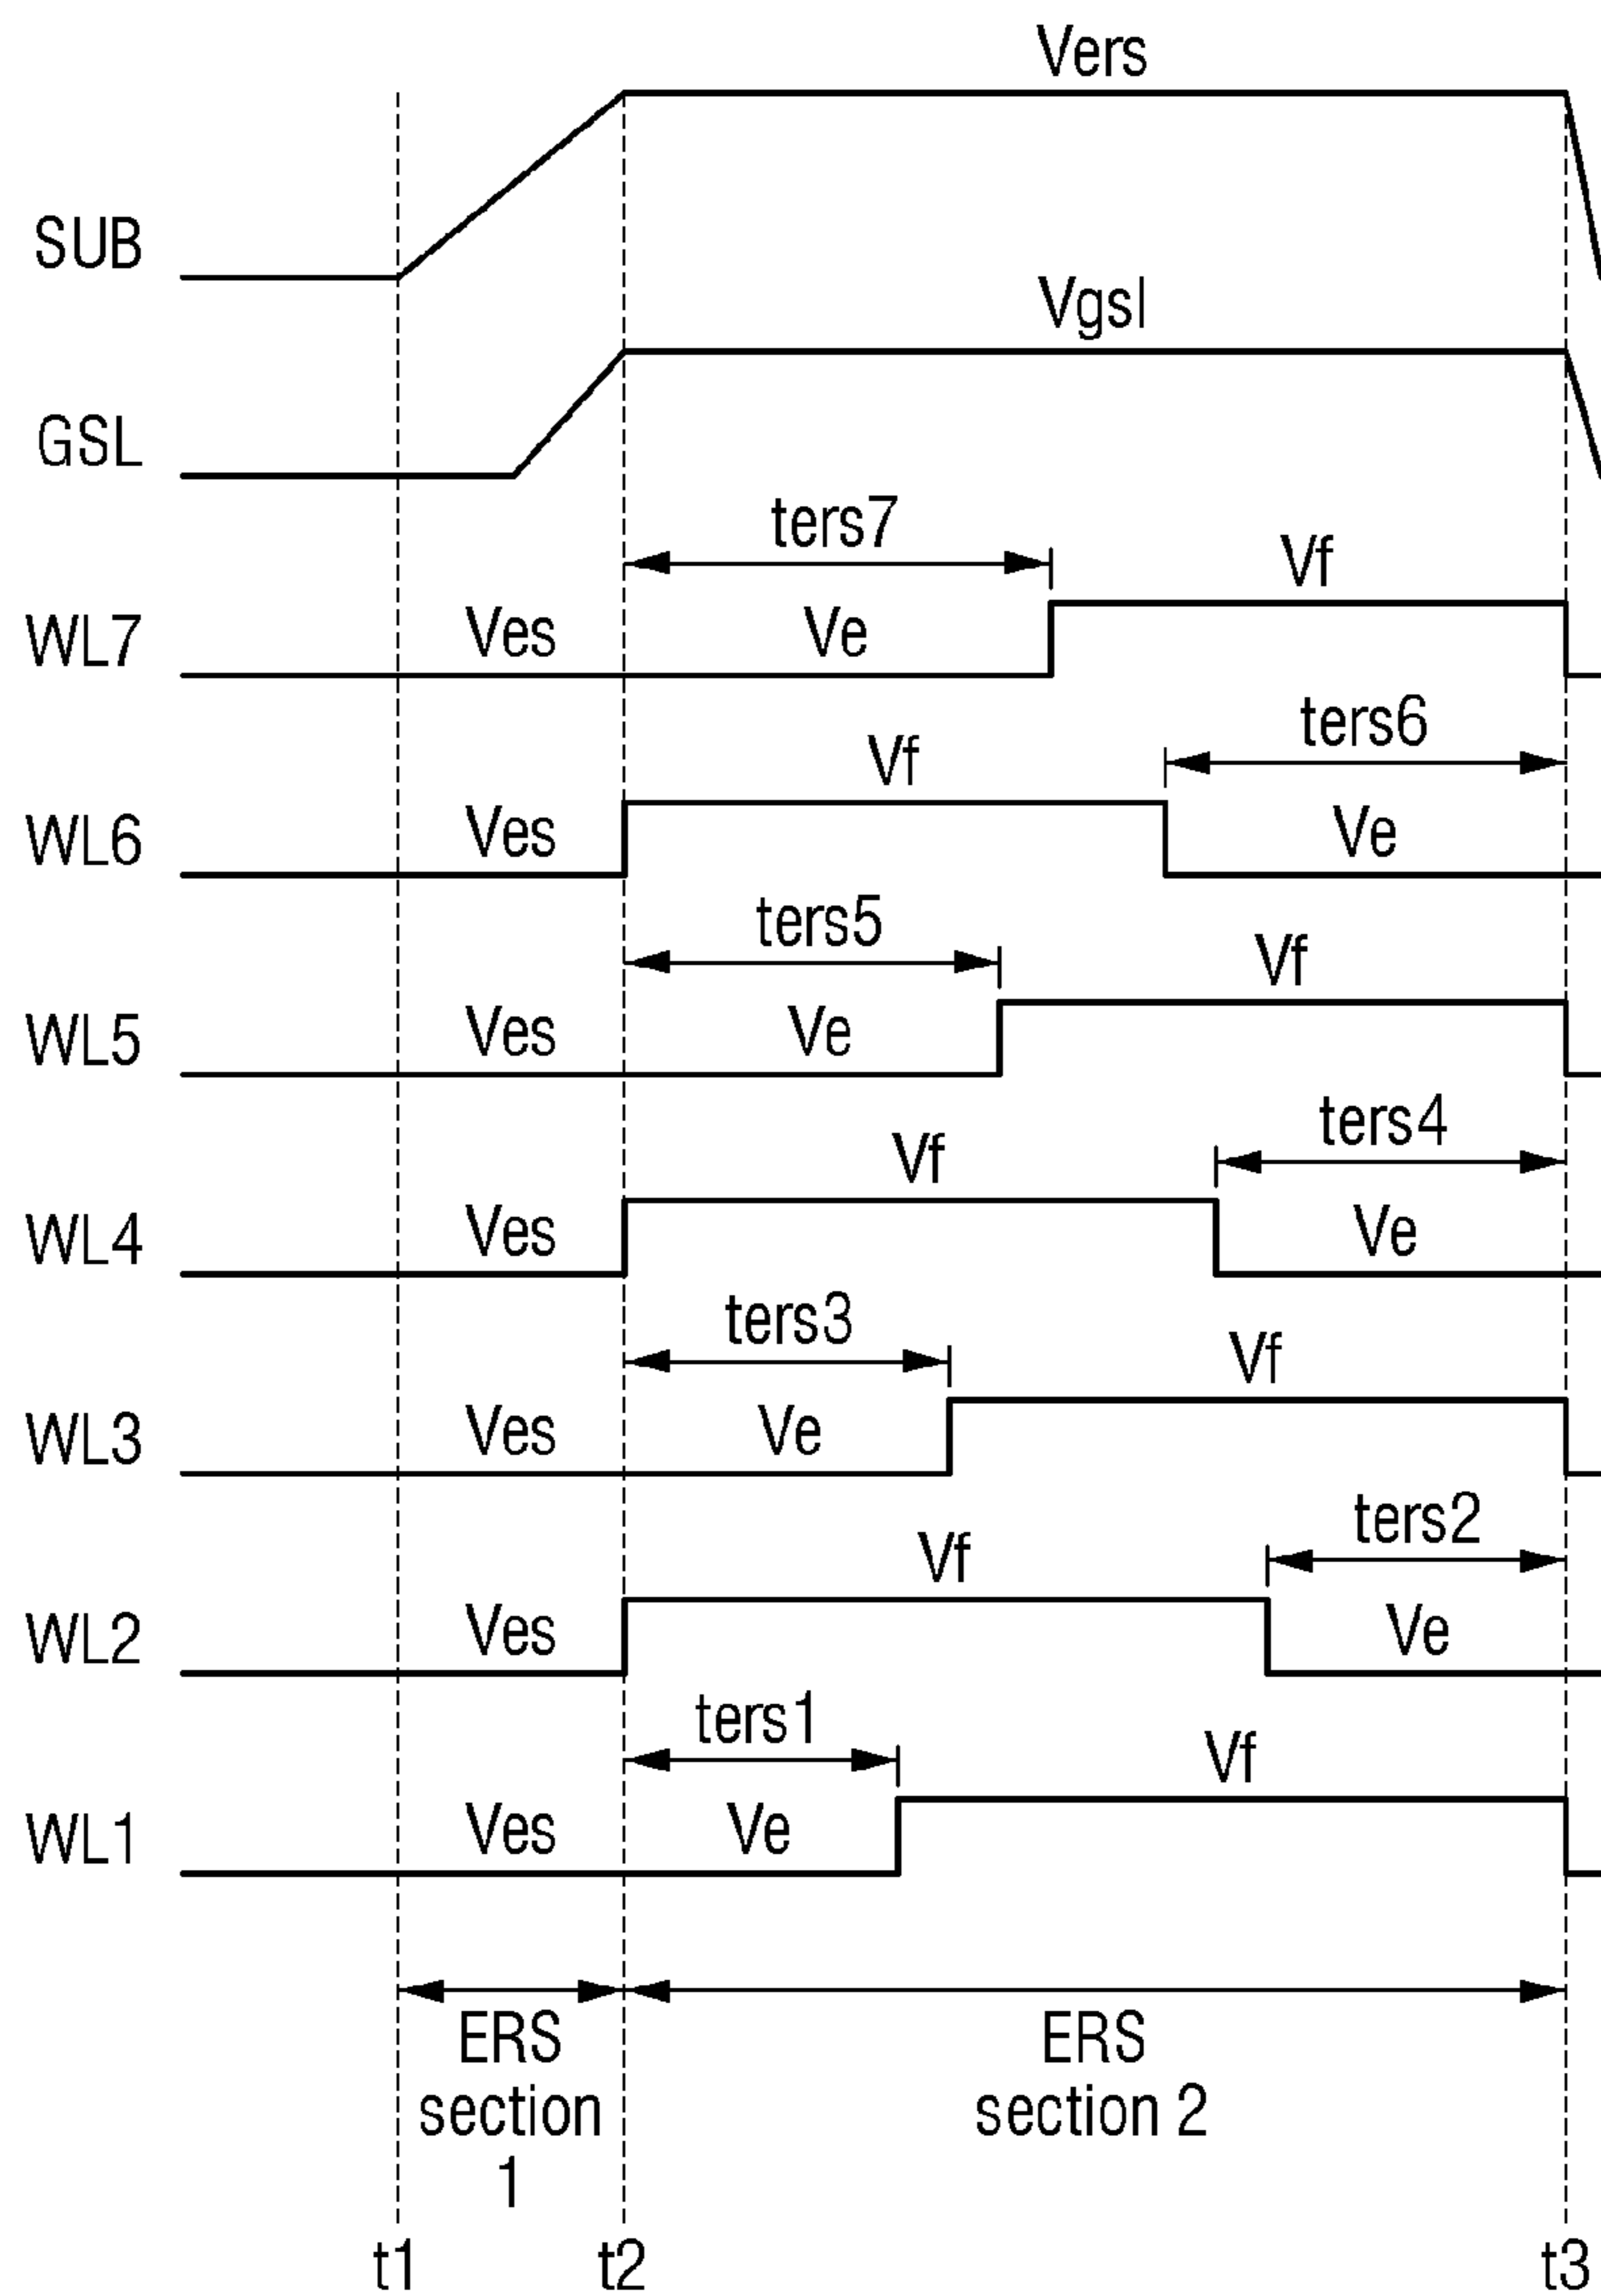 Vers
SUB
Vgsl
GSL
ters7
Vf
WL7 Ves Ve
ters6
Vf
WL6 Ves Ve
ters5
Vf
WL5 Ves Ve
ters4
Vf
WL4 Ves Ve
ters3
Vf
WL3 Ves Ve
ters2
Vf
WL2 Ves Ve
ters1
Vf
WL1 Ves Ve
ERS section 1
ERS section 2
t1 t2 t3